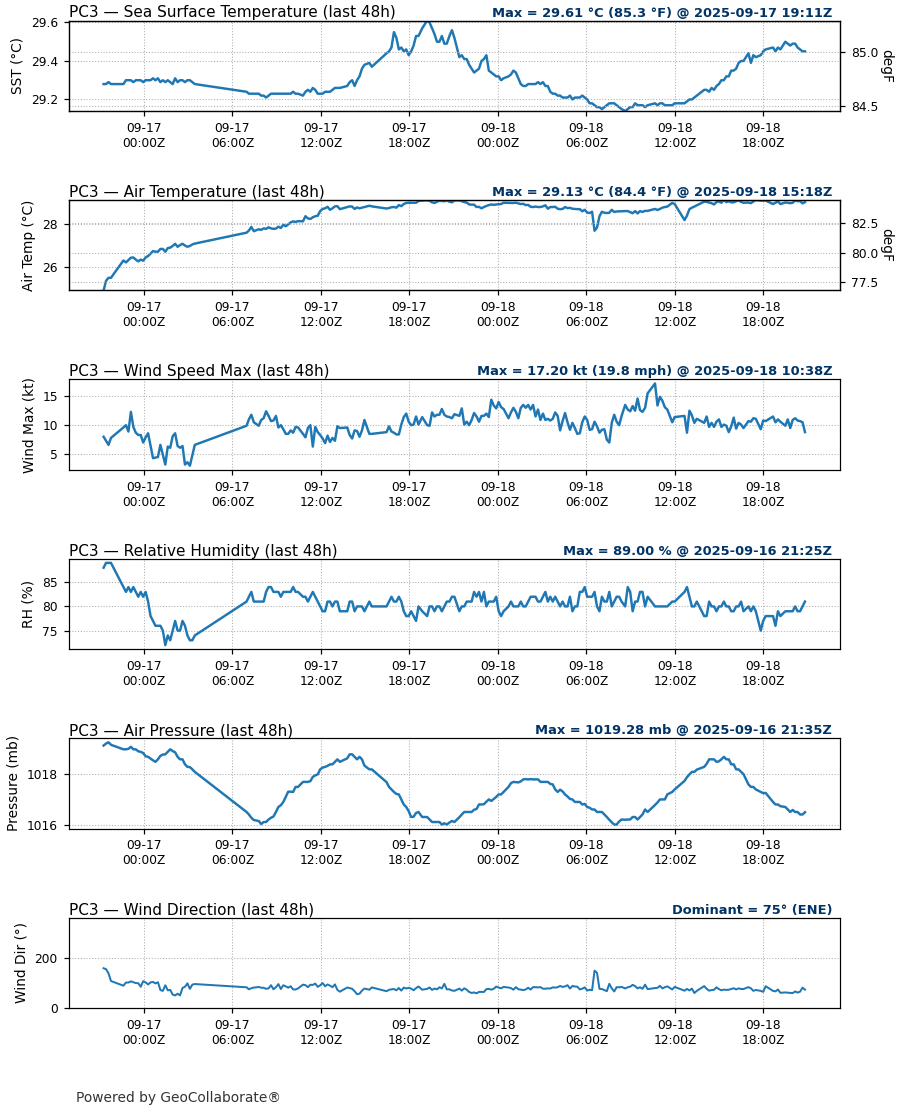 PC3 — Sea Surface Temperature (last 48h)
Max = 29.61 °C (85.3 °F) @ 2025-09-17 19:11Z
SST (°C)
29.6
29.4
29.2
85.0
84.5
degF
09-17 00:00Z
09-17 06:00Z
09-17 12:00Z
09-17 18:00Z
09-18 00:00Z
09-18 06:00Z
09-18 12:00Z
09-18 18:00Z
PC3 — Air Temperature (last 48h)
Max = 29.13 °C (84.4 °F) @ 2025-09-18 15:18Z
Air Temp (°C)
28
26
82.5
80.0
77.5
degF
09-17 00:00Z
09-17 06:00Z
09-17 12:00Z
09-17 18:00Z
09-18 00:00Z
09-18 06:00Z
09-18 12:00Z
09-18 18:00Z
PC3 — Wind Speed Max (last 48h)
Max = 17.20 kt (19.8 mph) @ 2025-09-18 10:38Z
Wind Max (kt)
15
10
5
09-17 00:00Z
09-17 06:00Z
09-17 12:00Z
09-17 18:00Z
09-18 00:00Z
09-18 06:00Z
09-18 12:00Z
09-18 18:00Z
PC3 — Relative Humidity (last 48h)
Max = 89.00 % @ 2025-09-16 21:25Z
RH (%)
85
80
75
09-17 00:00Z
09-17 06:00Z
09-17 12:00Z
09-17 18:00Z
09-18 00:00Z
09-18 06:00Z
09-18 12:00Z
09-18 18:00Z
PC3 — Air Pressure (last 48h)
Max = 1019.28 mb @ 2025-09-16 21:35Z
Pressure (mb)
1018
1016
09-17 00:00Z
09-17 06:00Z
09-17 12:00Z
09-17 18:00Z
09-18 00:00Z
09-18 06:00Z
09-18 12:00Z
09-18 18:00Z
PC3 — Wind Direction (last 48h)
Dominant = 75° (ENE)
Wind Dir (°)
200
0
09-17 00:00Z
09-17 06:00Z
09-17 12:00Z
09-17 18:00Z
09-18 00:00Z
09-18 06:00Z
09-18 12:00Z
09-18 18:00Z
Powered by GeoCollaborate®